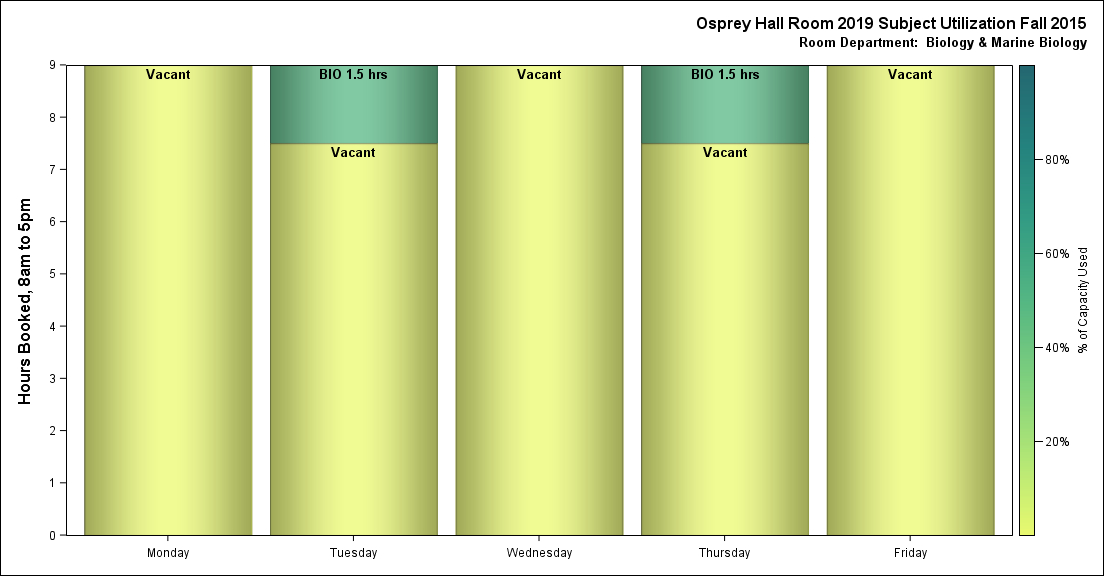 Osprey Hall Room 2019 Subject Utilization Fall 2015
Room Department: Biology & Marine Biology
Hours Booked, 8am to 5pm
9
8
7
6
5
4
3
2
1
0
Vacant
BIO 1.5 hrs
Vacant
Vacant
BIO 1.5 hrs
Vacant
Vacant
Monday
Tuesday
Wednesday
Thursday
Friday
80%
60%
40%
20%
% of Capacity Used